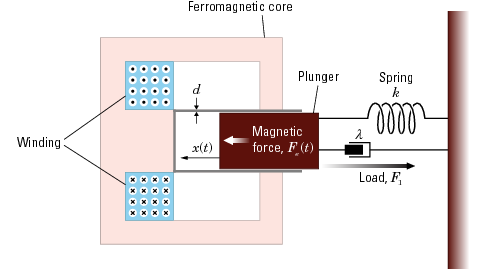 Ferromagnetic core
d
Plunger
Spring
k
Winding
x(t)
Magnetic
force, Fe(t)
λ
Load, F1